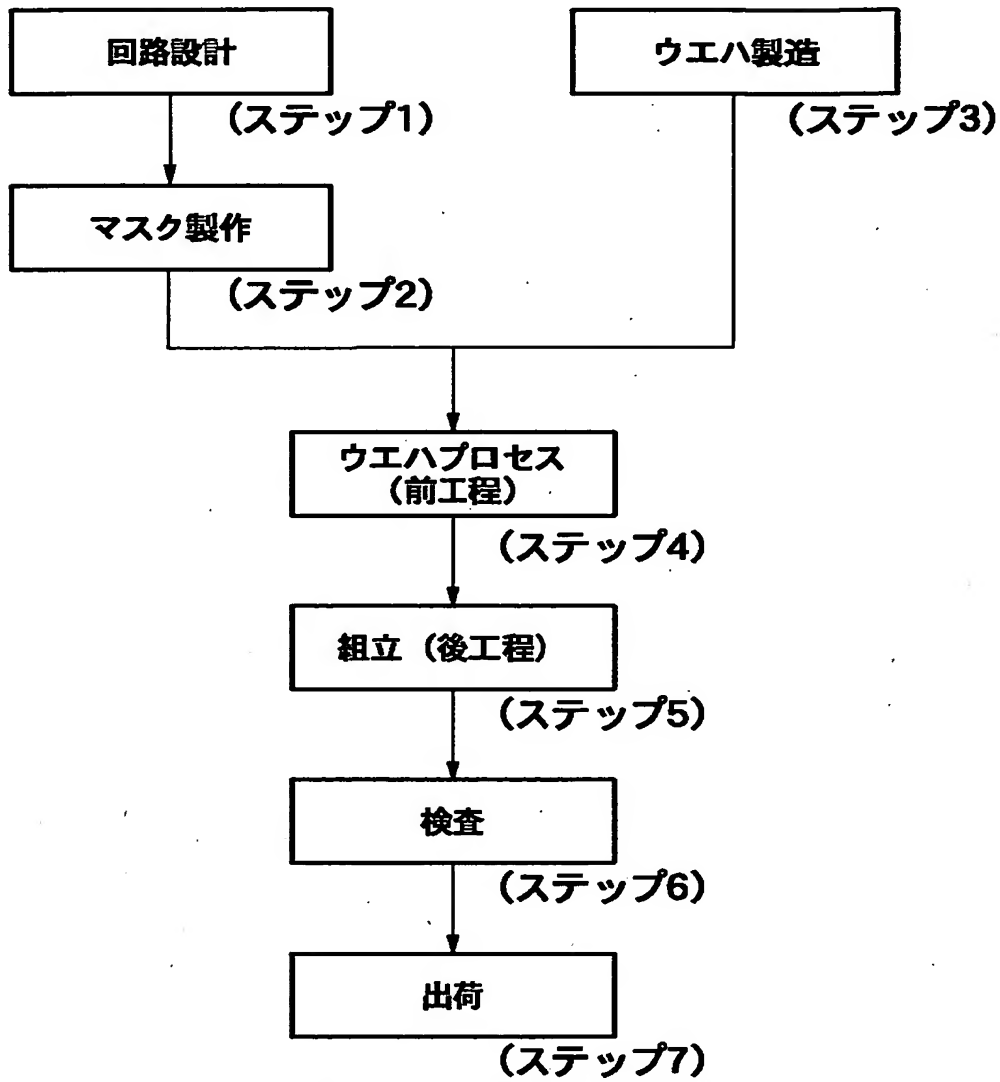 回路設計
(ステップ1)
マスク製作
(ステップ2)
ウエハ製造
(ステップ3)
ウエハプロセス
(前工程)
(ステップ4)
組立 (後工程)
(ステップ5)
検査
(ステップ6)
出荷
(ステップ7)